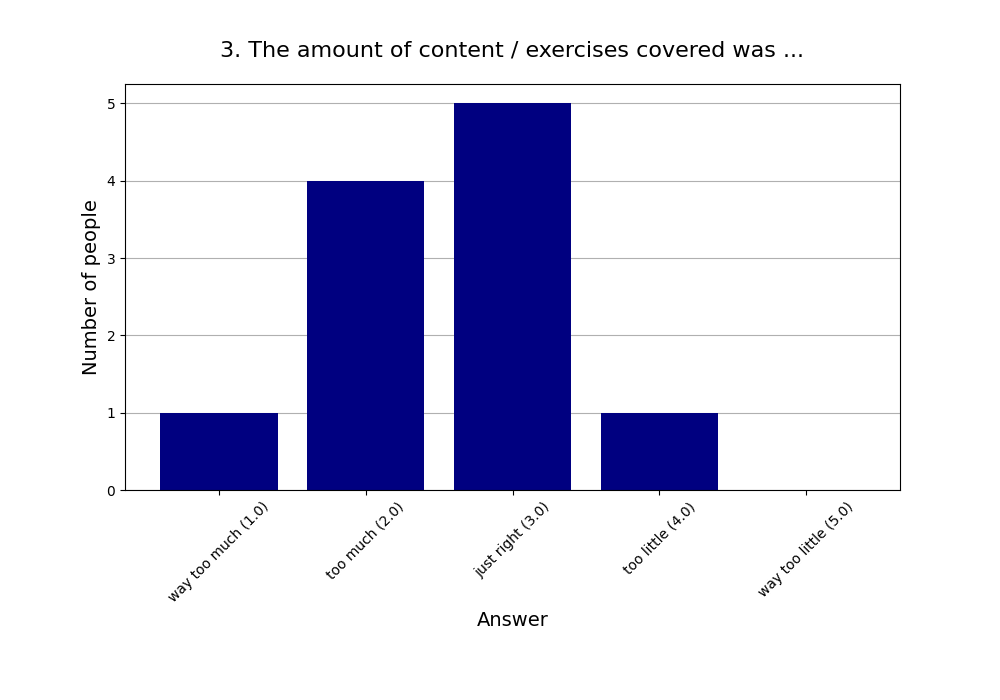 3. The amount of content / exercises covered was ...
Number of people
5
4
3
2
1
0
way too much (1.0)
too much (2.0)
just right (3.0)
too little (4.0)
way too little (5.0)
Answer